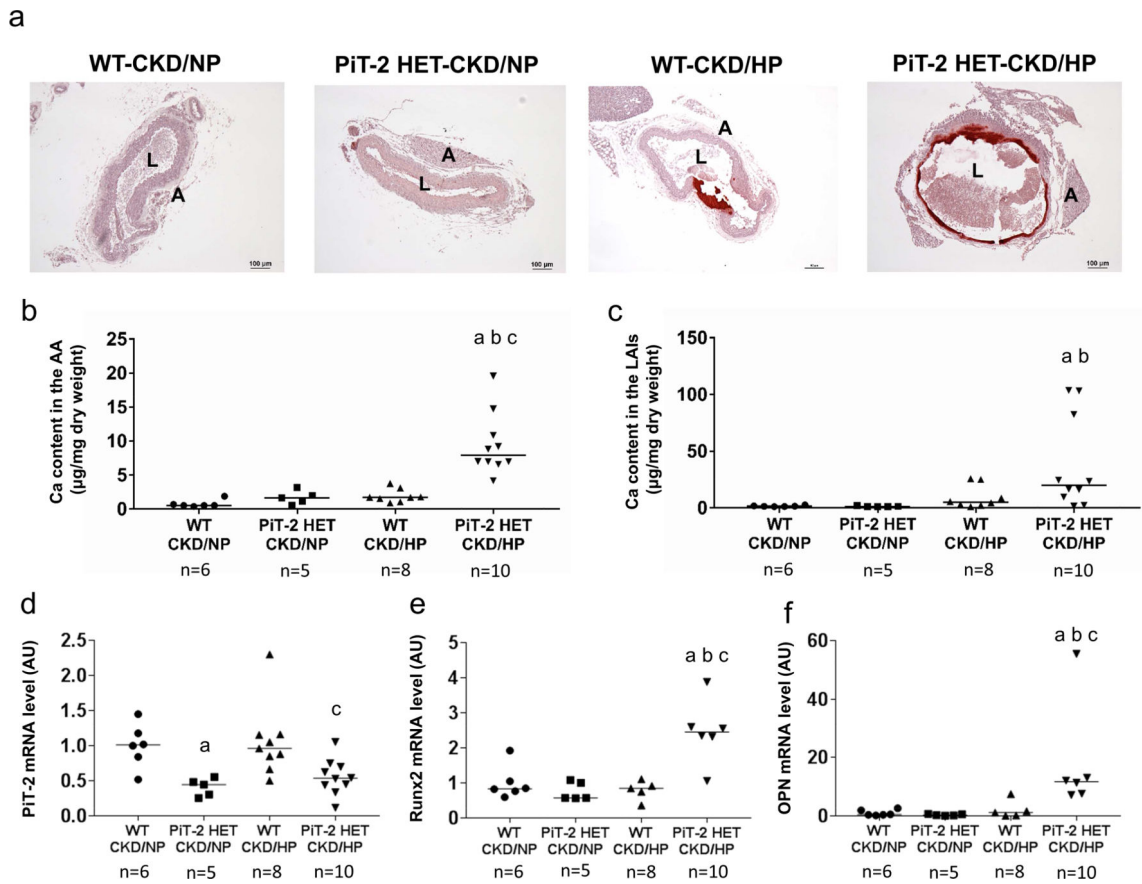 a
WT-CKD/NP PiT-2 HET-CKD/NP WT-CKD/HP PiT-2 HET-CKD/HP
L A
A L
A L
L A
100 µm 100 µm 100 µm
b
Ca content in the AA
(µg/mg dry weight)
25
20
15
10
5
0
a b c
WT PiT-2 HET WT PiT-2 HET
CKD/NP CKD/NP CKD/HP CKD/HP
n=6 n=5 n=8 n=10
c
Ca content in the LAIs
(µg/mg dry weight)
150
100
50
0
a b
WT PiT-2 HET WT PiT-2 HET
CKD/NP CKD/NP CKD/HP CKD/HP
n=6 n=5 n=8 n=10
d
PiT-2 mRNA level (AU)
2.5
2.0
1.5
1.0
0.5
0.0
a
c
WT PiT-2 HET WT PiT-2 HET
CKD/NP CKD/NP CKD/HP CKD/HP
n=6 n=5 n=8 n=10
e
Runx2 mRNA level (AU)
5
4
3
2
1
0
a b c
WT PiT-2 HET WT PiT-2 HET
CKD/NP CKD/NP CKD/HP CKD/HP
n=6 n=5 n=8 n=10
f
OPN mRNA level (AU)
60
40
20
0
a b c
WT PiT-2 HET WT PiT-2 HET
CKD/NP CKD/NP CKD/HP CKD/HP
n=6 n=5 n=8 n=10